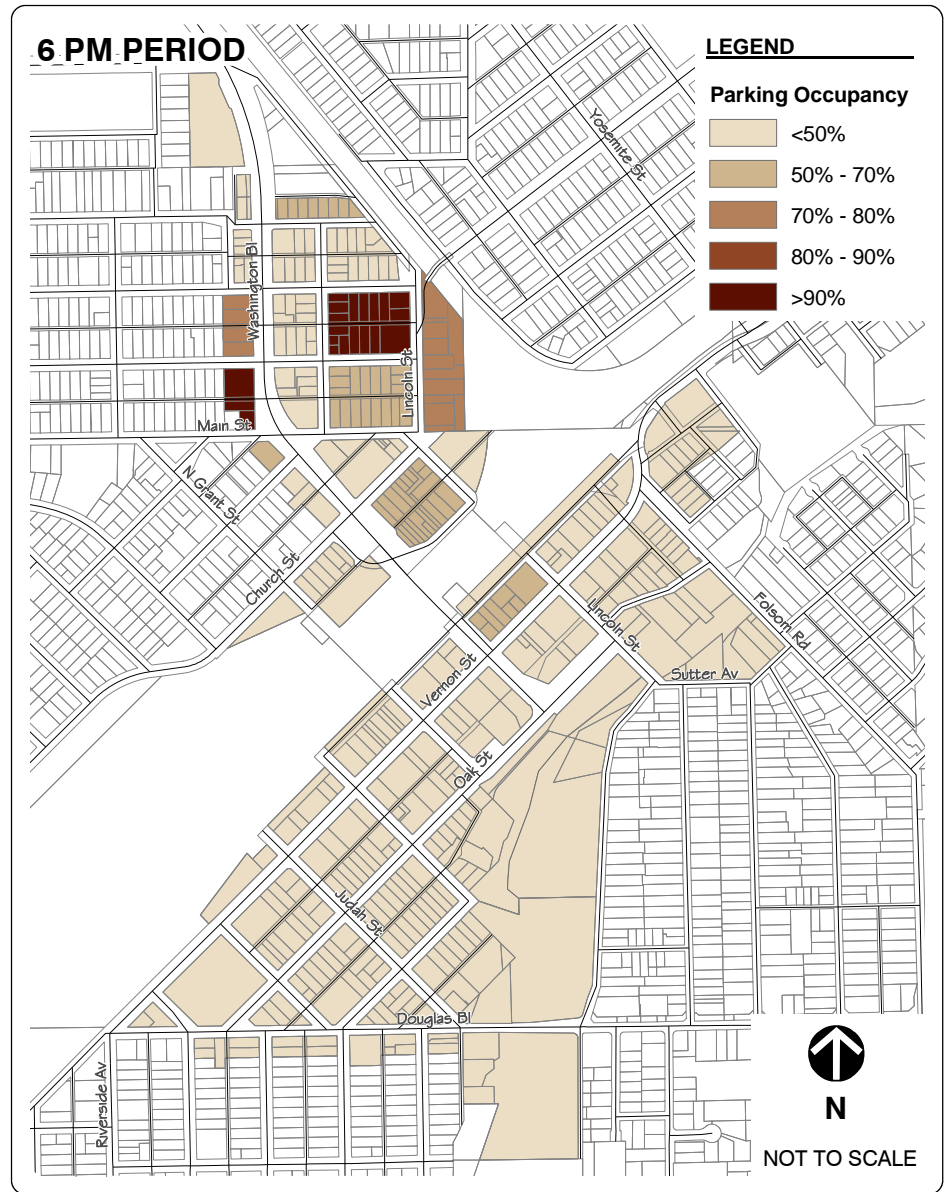 6 PM PERIOD
LEGEND
Parking Occupancy
<50%
50% - 70%
70% - 80%
80% - 90%
>90%
Yosemite St
Washington Bl
Lincoln St
Main St
N Grant St
Church St
Lincoln St
Folsom Rd
Vernon St
Sutter Av
Oak St
Judah St
Douglas Bl
Riverside Av
N
NOT TO SCALE